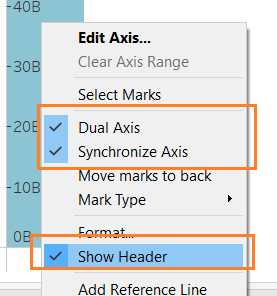 40B
Edit Axis...
Clear Axis Range
Select Marks
20B
Dual Axis
Synchronize Axis
Move marks to back
10B
Mark Type
Format...
0B
Show Header
Add Reference Line